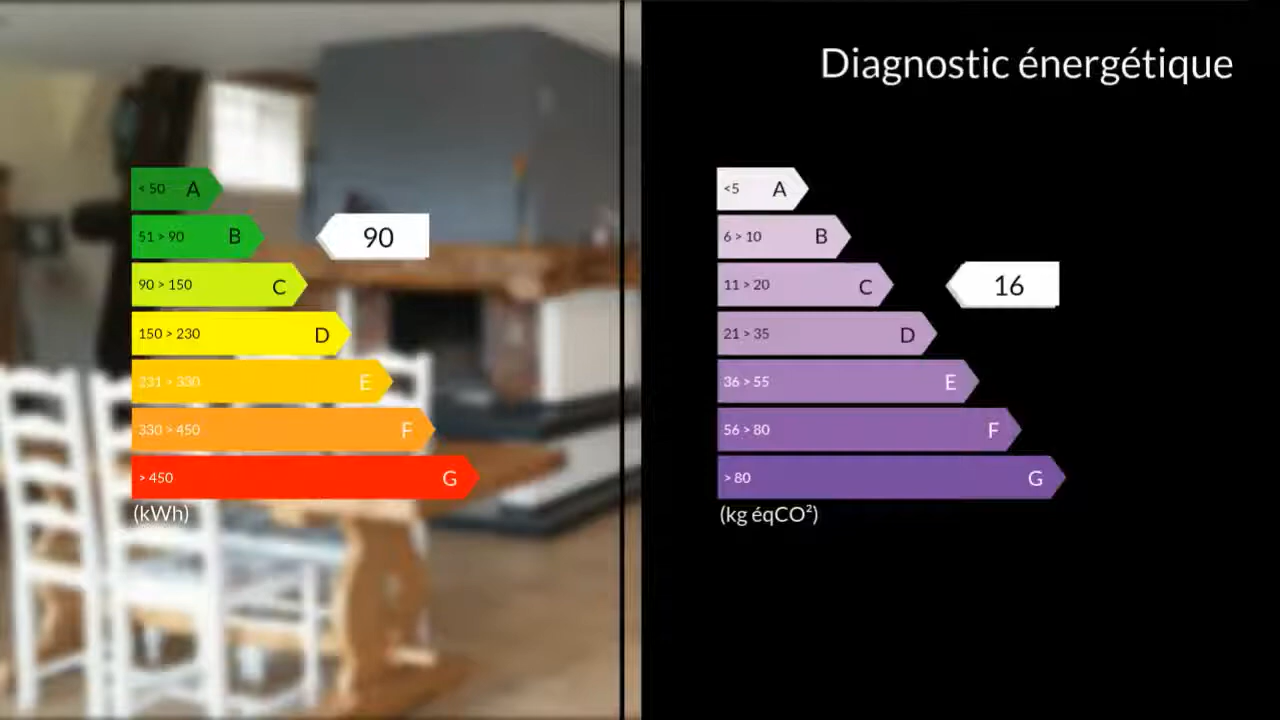 Diagnostic énergétique
< 50 A
51 > 90 B
90
90 > 150 C
150 > 230 D
231 > 330 E
330 > 450 F
> 450 G
(kWh)
<5 A
6 > 10 B
11 > 20 C
16
21 > 35 D
36 > 55 E
56 > 80 F
> 80 G
(kg éqCO²)